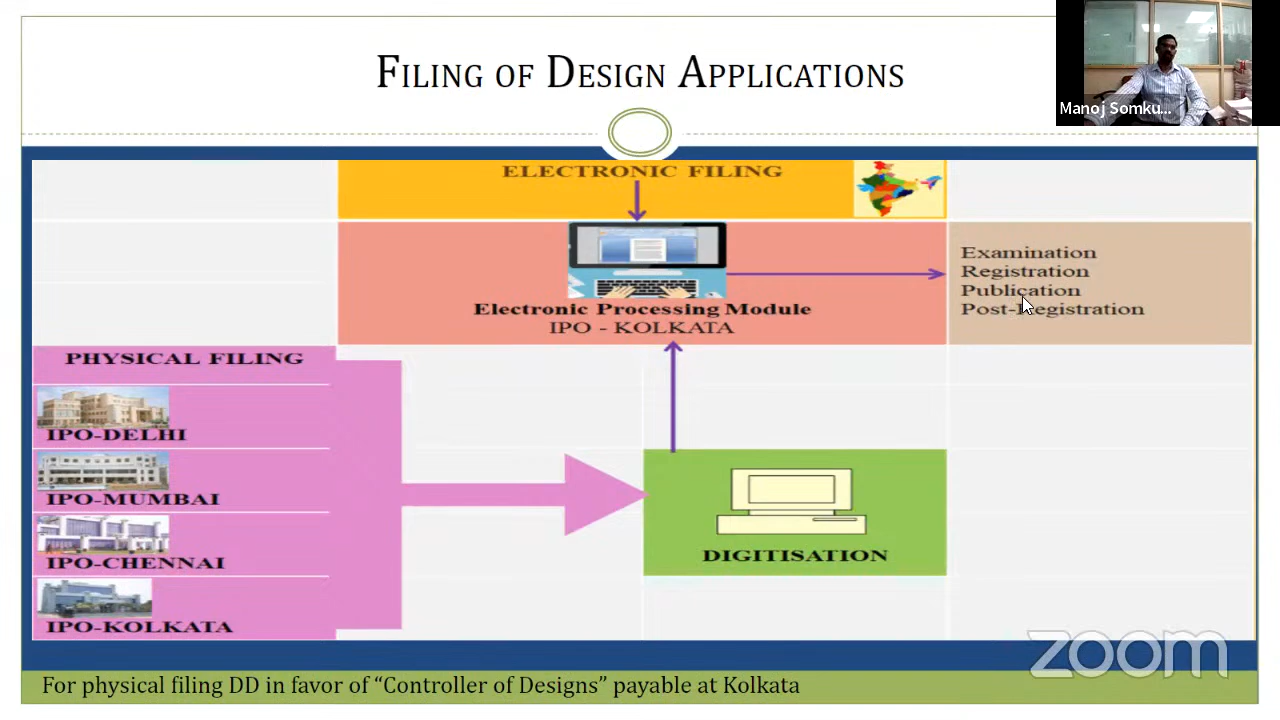 FILING OF DESIGN APPLICATIONS
Manoj Somku...
ELECTRONIC FILING
Electronic Processing Module
IPO - KOLKATA
Examination
Registration
Publication
Post-Registration
PHYSICAL FILING
IPO-DELHI
IPO-MUMBAI
IPO-CHENNAI
IPO-KOLKATA
DIGITISATION
zoom
For physical filing DD in favor of “Controller of Designs” payable at Kolkata